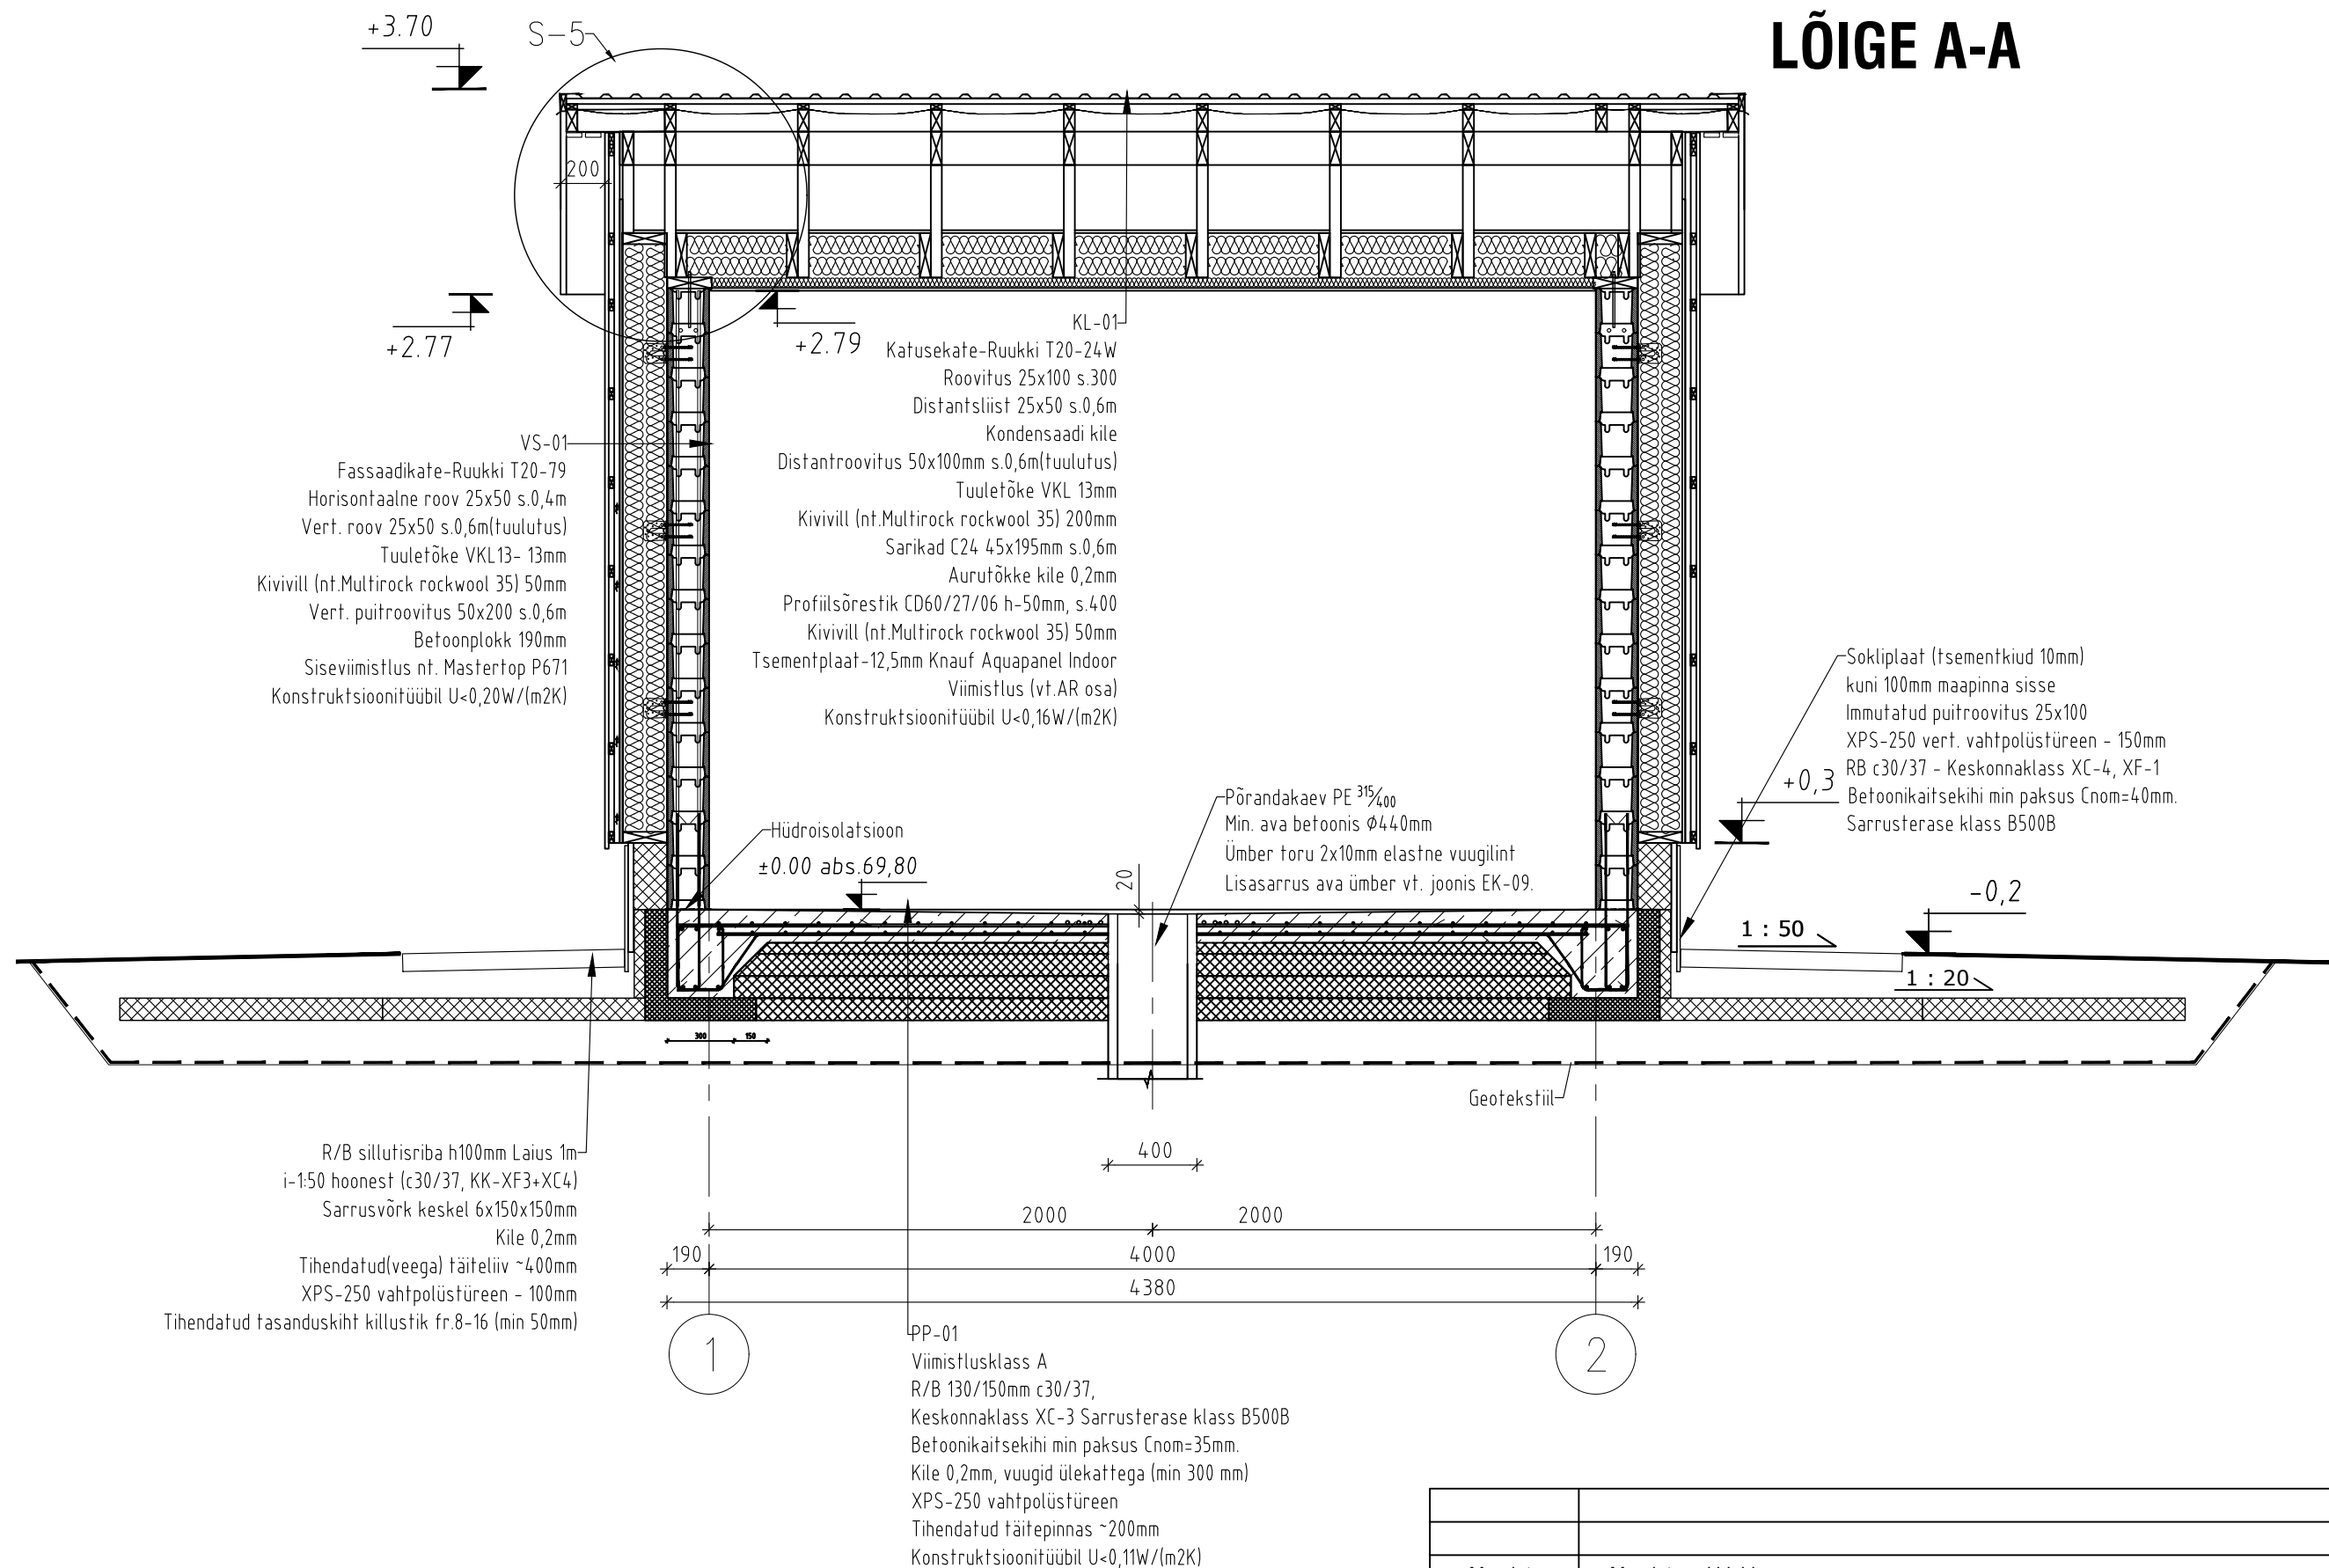 LÕIGE A-A
+3.70
S-5
200
+2.77
+2.79
KL-01
Katusekate-Ruukki T20-24W
Roovitus 25x100 s.300
Distantsliist 25x50 s.0,6m
Kondensaadi kile
Distantroovitus 50x100mm s.0,6m(tuulutus)
Tuuletõke VKL 13mm
Kivivill (nt.Multirock rockwool 35) 200mm
Sarikad C24 45x195mm s.0,6m
Aurutõkke kile 0,2mm
Profiilsõrestik CD60/27/06 h-50mm, s.400
Kivivill (nt.Multirock rockwool 35) 50mm
Tsementplaat-12,5mm Knauf Aquapanel Indoor
Viimistlus (vt.AR osa)
Konstruktsioonitüübil U<0,16W/(m2K)
VS-01
Fassaadikate-Ruukki T20-79
Horisontaalne roov 25x50 s.0,4m
Vert. roov 25x50 s.0,6m(tuulutus)
Tuuletõke VKL13- 13mm
Kivivill (nt.Multirock rockwool 35) 50mm
Vert. puitroovitus 50x200 s.0,6m
Betoonplokk 190mm
Siseviimistlus nt. Mastertop P671
Konstruktsioonitüübil U<0,20W/(m2K)
Sokliplaat (tsementkiud 10mm)
kuni 100mm maapinna sisse
Immutatud puitroovitus 25x100
XPS-250 vert. vahtpolüstüreen - 150mm
RB c30/37 - Keskonnaklass XC-4, XF-1
Betoonikaitsekihi min paksus Cnom=40mm.
Sarrusterase klass B500B
+0,3
Põrandakaev PE 315/400
Min. ava betoonis Ø440mm
Ümber toru 2x10mm elastne vuugilint
Lisasarrus ava ümber vt. joonis EK-09.
Hüdroisolatsioon
±0.00 abs.69,80
20
-0,2
1 : 50
1 : 20
300
150
Geotekstiil
R/B sillutisriba h100mm Laius 1m
i-1:50 hoonest (c30/37, KK-XF3+XC4)
Sarrusvõrk keskel 6x150x150mm
Kile 0,2mm
Tihendatud(veega) täiteliiv ~400mm
XPS-250 vahtpolüstüreen - 100mm
Tihendatud tasanduskiht killustik fr.8-16 (min 50mm)
400
2000
2000
190
4000
190
4380
1
2
PP-01
Viimistlusklass A
R/B 130/150mm c30/37,
Keskonnaklass XC-3 Sarrusterase klass B500B
Betoonikaitsekihi min paksus Cnom=35mm.
Kile 0,2mm, vuugid ülekattega (min 300 mm)
XPS-250 vahtpolüstüreen
Tihendatud täitepinnas ~200mm
Konstruktsioonitüübil U<0,11W/(m2K)